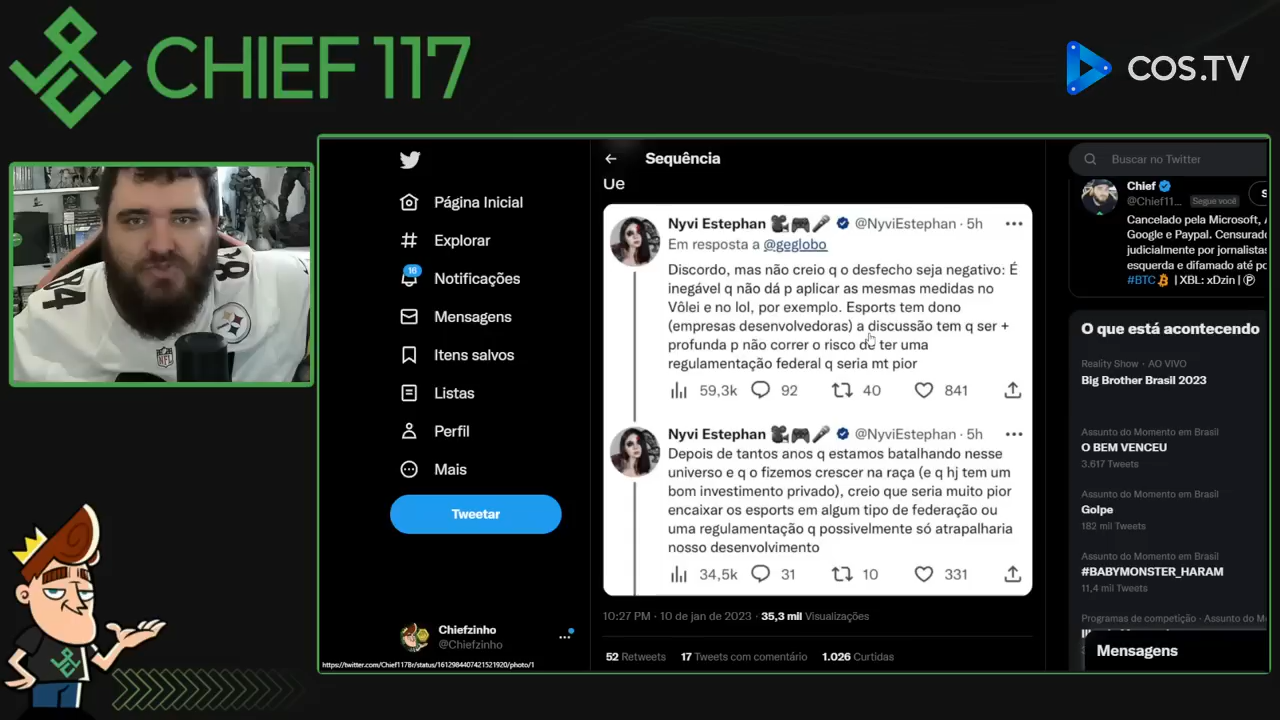 CHIEF 117
COS.TV
84
NFL
Steelers
Página Inicial
Explorar
16
Notificações
Mensagens
Itens salvos
Listas
Perfil
Mais
Tweetar
Chiefzinho
@Chiefzinho
https://twitter.com/Chief117Br/status/1612984407421521920/photo/1
Sequência
Ue
Nyvi Estephan @NyviEstephan · 5h
Em resposta a @geglobo
Discordo, mas não creio q o desfecho seja negativo: É
inegável q não dá p aplicar as mesmas medidas no
Vôlei e no lol, por exemplo. Esports tem dono
(empresas desenvolvedoras) a discussão tem q ser +
profunda p não correr o risco de ter uma
regulamentação federal q seria mt pior
59,3k 92 40 841
Nyvi Estephan @NyviEstephan · 5h
Depois de tantos anos q estamos batalhando nesse
universo e q o fizemos crescer na raça (e q hj tem um
bom investimento privado), creio que seria muito pior
encaixar os esports em algum tipo de federação ou
uma regulamentação q possivelmente só atrapalharia
nosso desenvolvimento
34,5k 31 10 331
10:27 PM · 10 de jan de 2023 · 35,3 mil Visualizações
52 Retweets 17 Tweets com comentário 1.026 Curtidas
Buscar no Twitter
Chief
@Chief11... Segue você
Cancelado pela Microsoft, A
Google e Paypal. Censurado
judicialmente por jornalistas
esquerda e difamado até po
#BTC | XBL: xDzin |
O que está acontecendo
Reality Show · AO VIVO
Big Brother Brasil 2023
Assunto do Momento em Brasil
O BEM VENCEU
3.617 Tweets
Assunto do Momento em Brasil
Golpe
182 mil Tweets
Assunto do Momento em Brasil
#BABYMONSTER_HARAM
11,4 mil Tweets
Programas de competição · Assunto do Mom
Mensagens